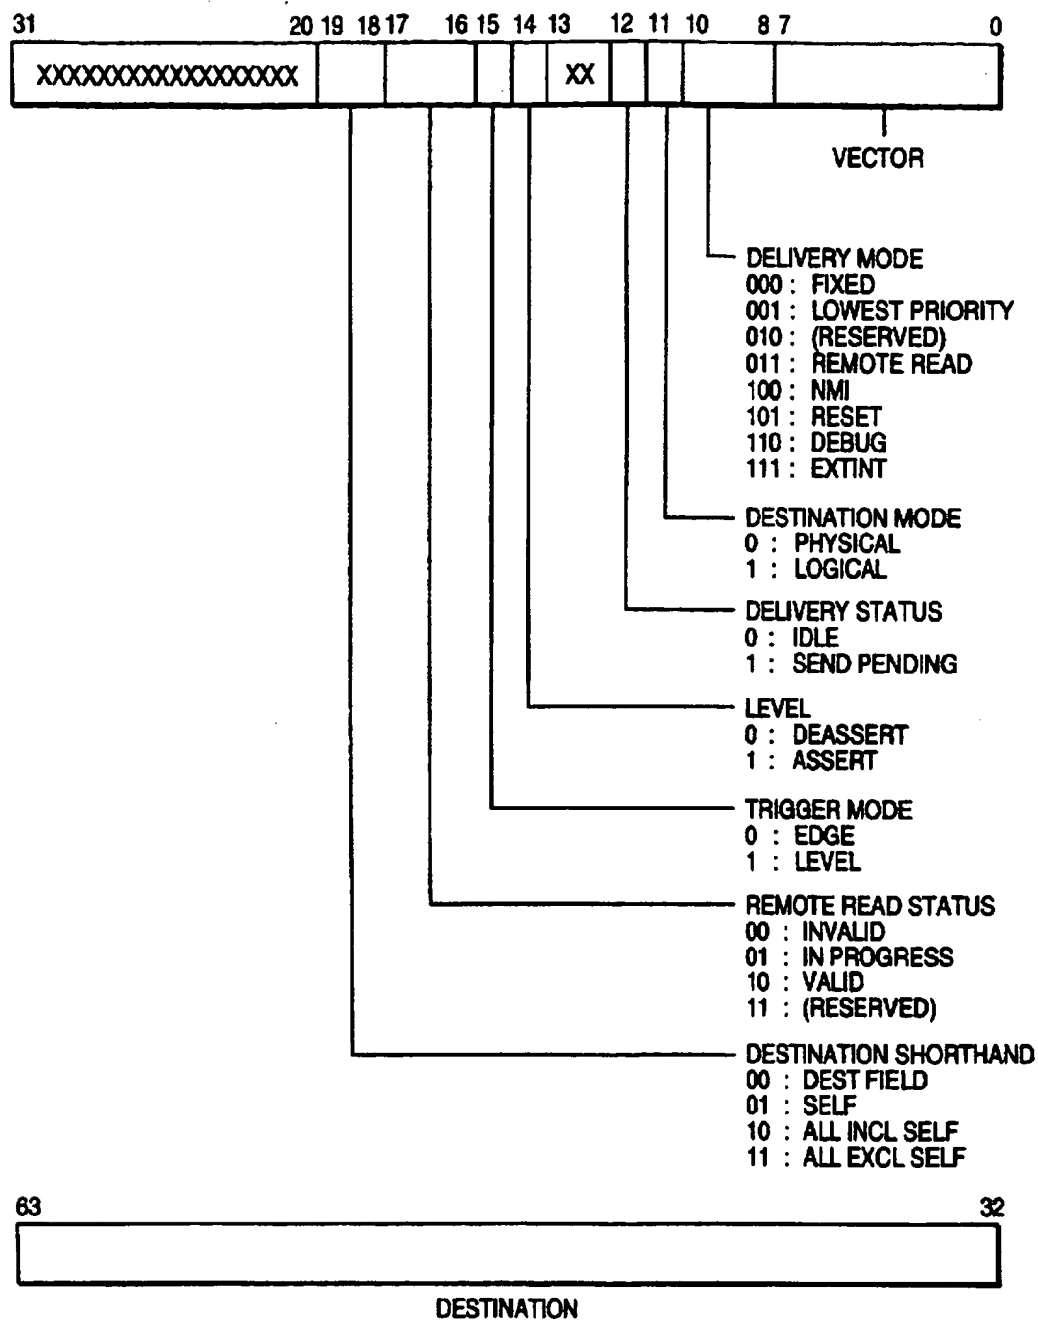 31 20 19 18 17 16 15 14 13 12 11 10 8 7 0
XXXXXXXXXXXXXXXXXX XX
VECTOR
DELIVERY MODE
000 : FIXED
001 : LOWEST PRIORITY
010 : (RESERVED)
011 : REMOTE READ
100 : NMI
101 : RESET
110 : DEBUG
111 : EXTINT
DESTINATION MODE
0 : PHYSICAL
1 : LOGICAL
DELIVERY STATUS
0 : IDLE
1 : SEND PENDING
LEVEL
0 : DEASSERT
1 : ASSERT
TRIGGER MODE
0 : EDGE
1 : LEVEL
REMOTE READ STATUS
00 : INVALID
01 : IN PROGRESS
10 : VALID
11 : (RESERVED)
DESTINATION SHORTHAND
00 : DEST FIELD
01 : SELF
10 : ALL INCL SELF
11 : ALL EXCL SELF
63 32
DESTINATION